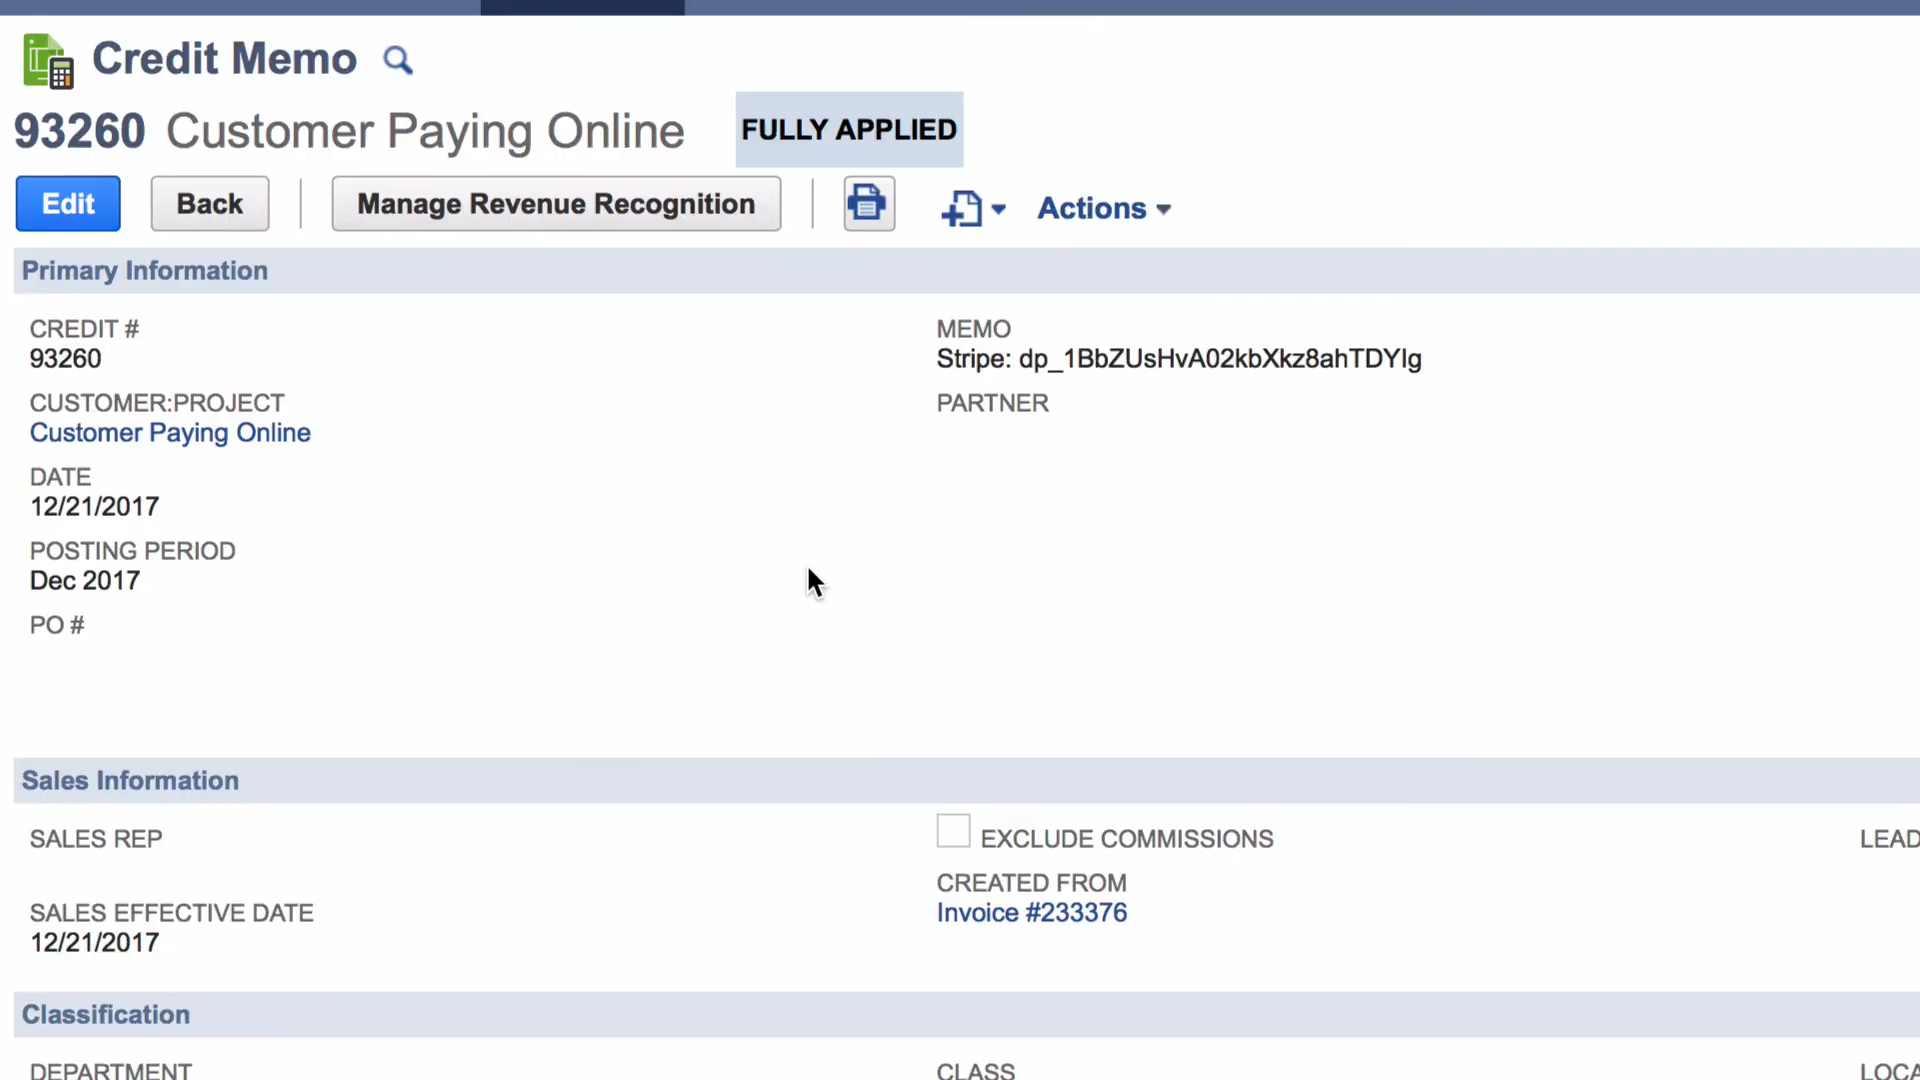 Credit Memo
93260 Customer Paying Online FULLY APPLIED
Edit Back Manage Revenue Recognition Actions
Primary Information
CREDIT # MEMO
93260 Stripe: dp_1BbZUsHvA02kbXkz8ahTDYIg
CUSTOMER:PROJECT PARTNER
Customer Paying Online
DATE
12/21/2017
POSTING PERIOD
Dec 2017
PO #
Sales Information
SALES REP EXCLUDE COMMISSIONS LEAD
CREATED FROM
SALES EFFECTIVE DATE Invoice #233376
12/21/2017
Classification
DEPARTMENT CLASS LOCA